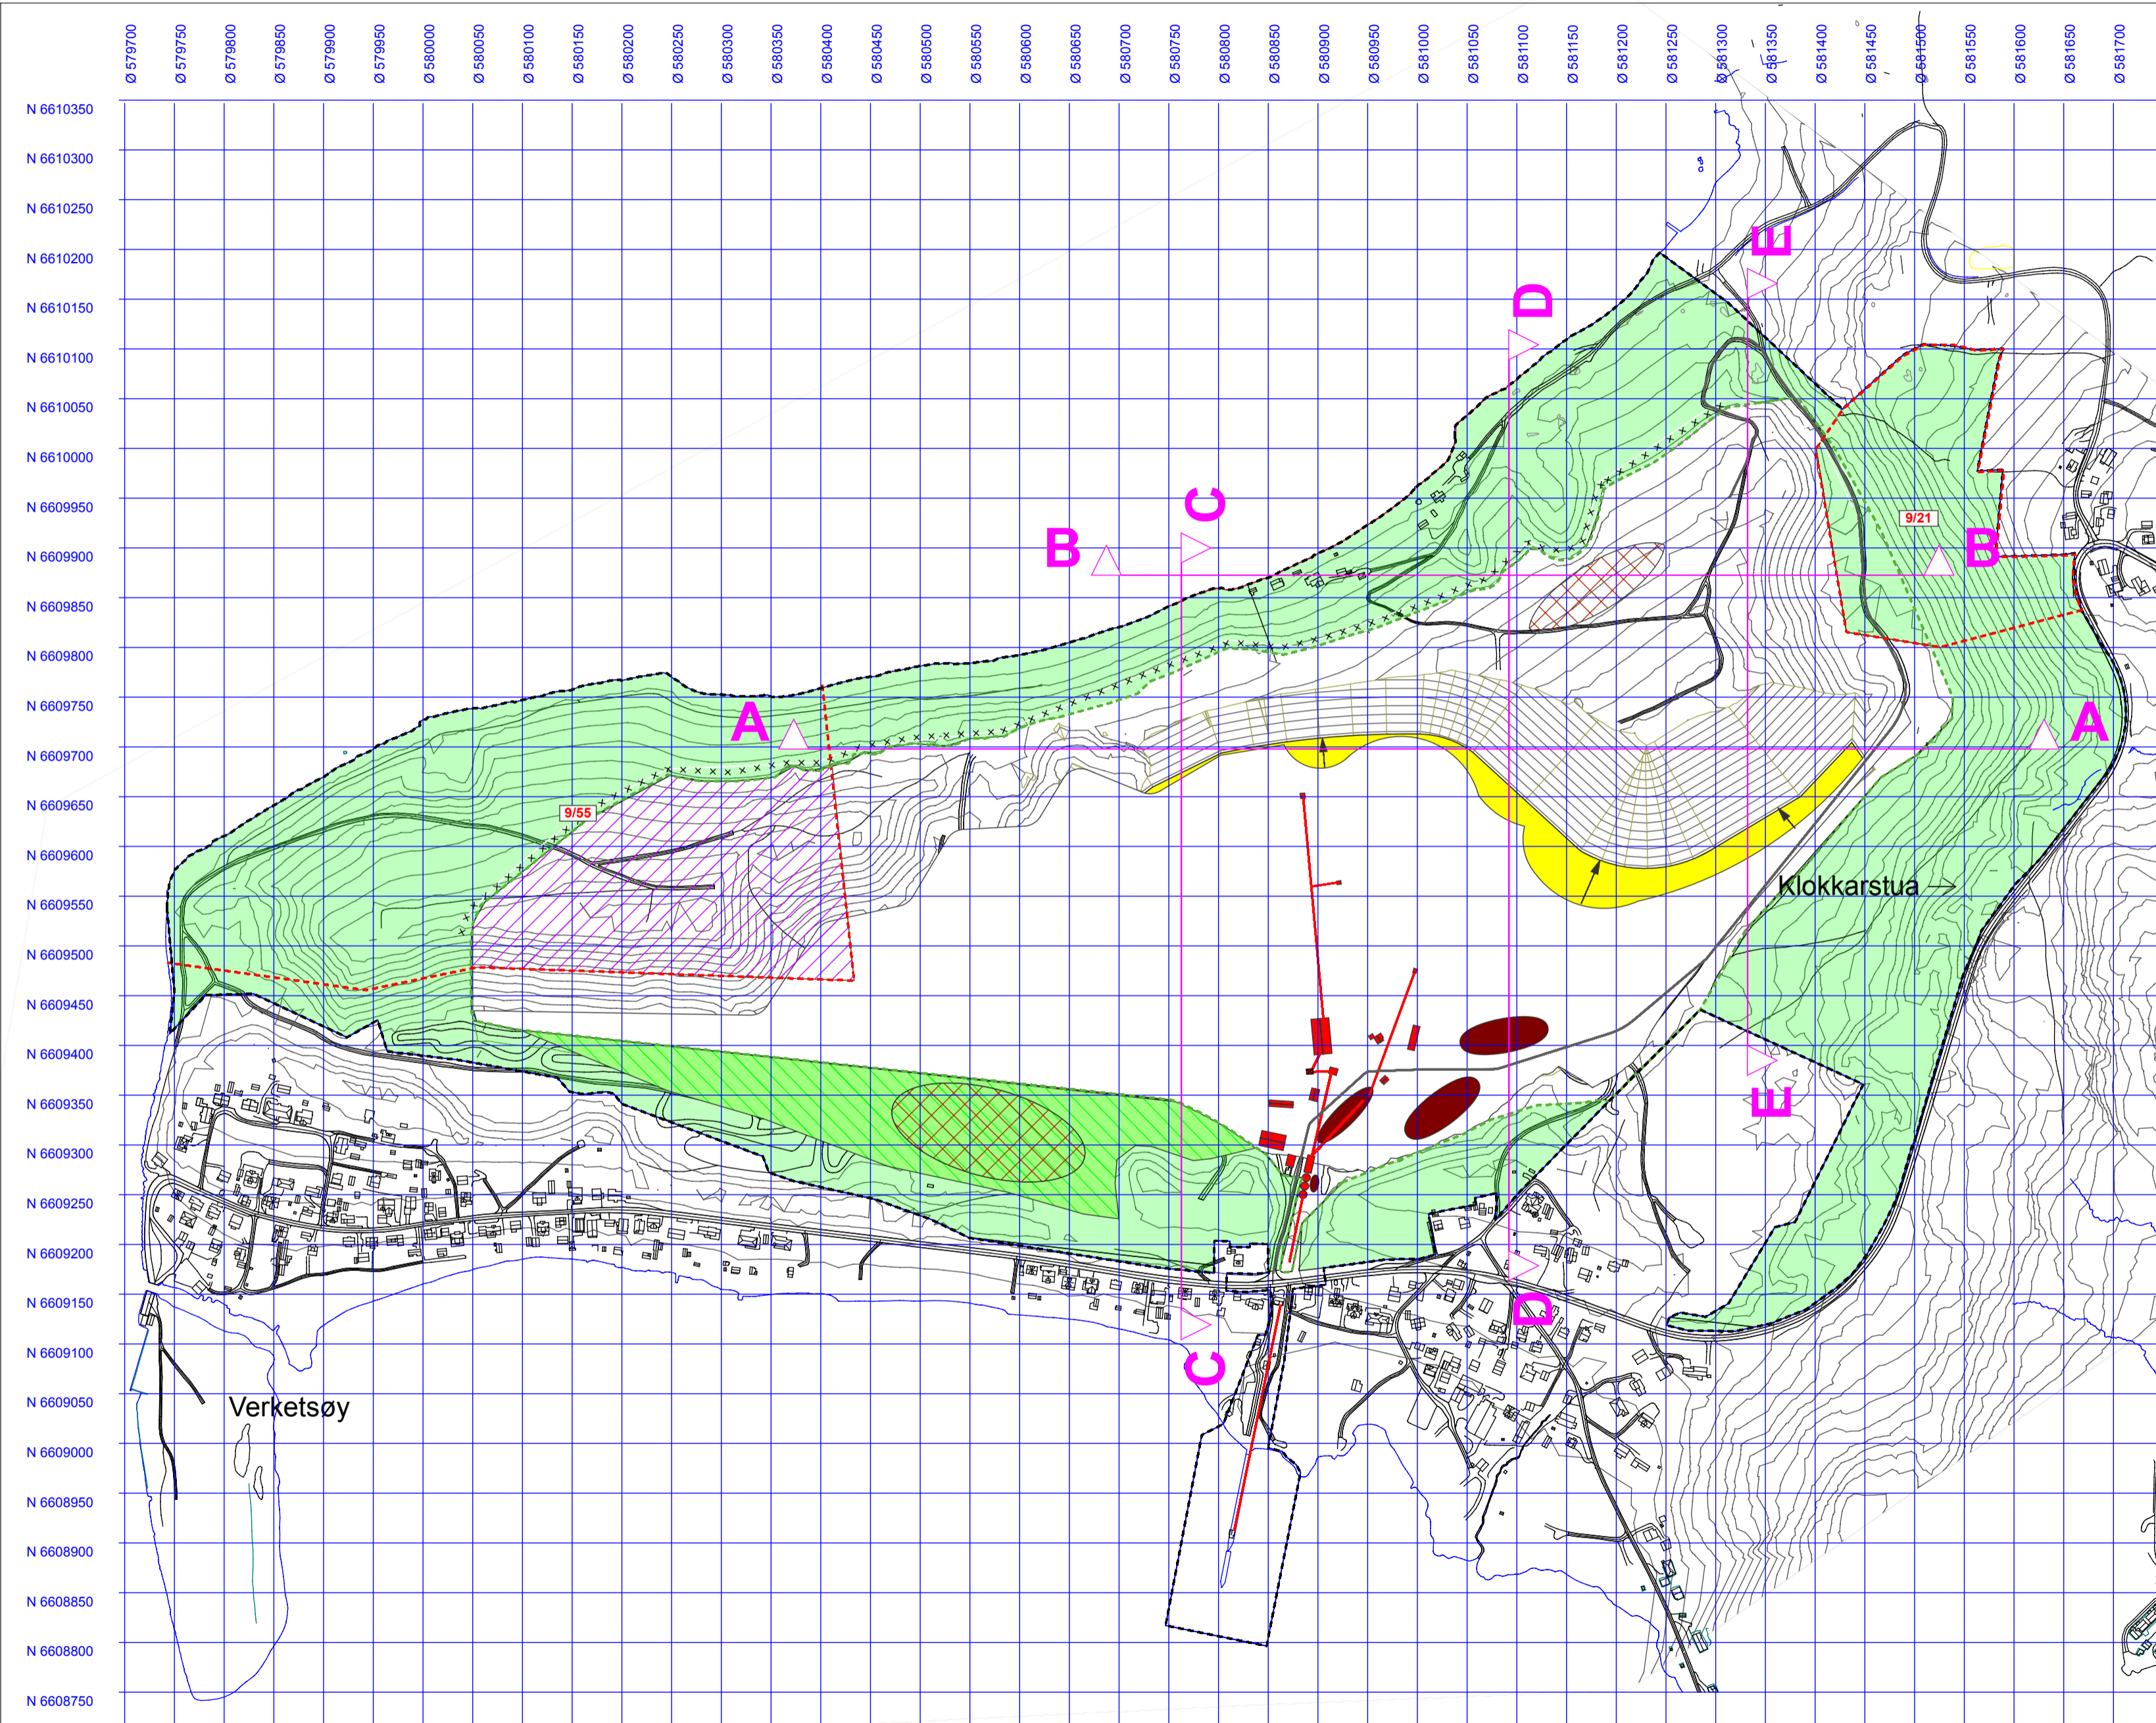 Ø 579700
Ø 579750
Ø 579800
Ø 579850
Ø 579900
Ø 579950
Ø 580000
Ø 580050
Ø 580100
Ø 580150
Ø 580200
Ø 580250
Ø 580300
Ø 580350
Ø 580400
Ø 580450
Ø 580500
Ø 580550
Ø 580600
Ø 580650
Ø 580700
Ø 580750
Ø 580800
Ø 580850
Ø 580900
Ø 580950
Ø 581000
Ø 581050
Ø 581100
Ø 581150
Ø 581200
Ø 581250
Ø 581300
Ø 581350
Ø 581400
Ø 581450
Ø 581500
Ø 581550
Ø 581600
Ø 581650
Ø 581700
N 6610350
N 6610300
N 6610250
N 6610200
N 6610150
N 6610100
N 6610050
N 6610000
N 6609950
N 6609900
N 6609850
N 6609800
N 6609750
N 6609700
N 6609650
N 6609600
N 6609550
N 6609500
N 6609450
N 6609400
N 6609350
N 6609300
N 6609250
N 6609200
N 6609150
N 6609100
N 6609050
N 6609000
N 6608950
N 6608900
N 6608850
N 6608800
N 6608750
E
D
C
9/21
B
B
A
A
9/55
Klokkarstua
E
D
C
Verketsøy